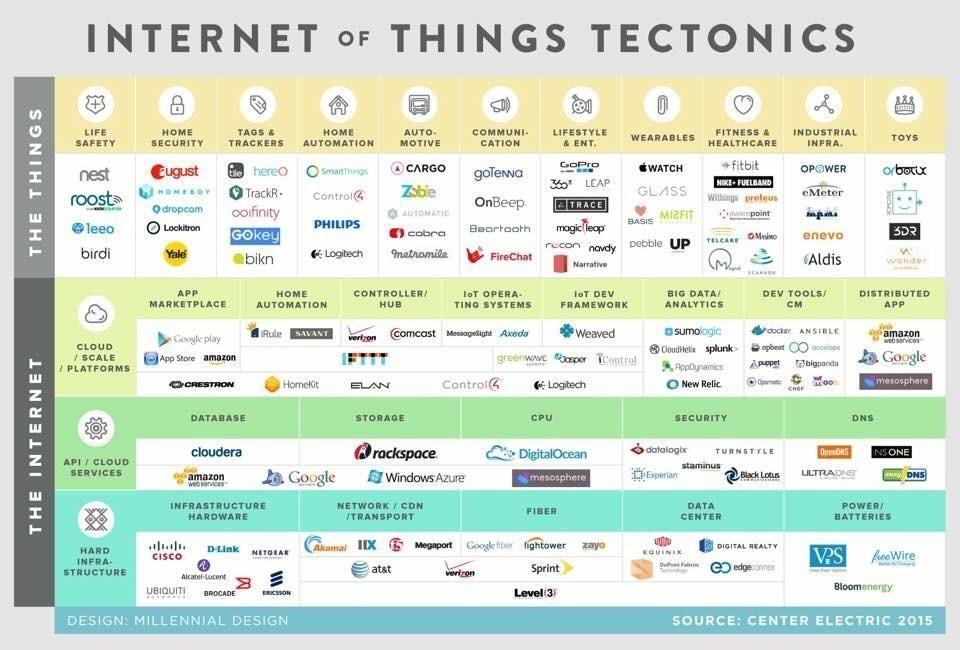 INTERNET OF THINGS TECTONICS
THE THINGS
LIFE
SAFETY
HOME
SECURITY
TAGS &
TRACKERS
HOME
AUTOMATION
AUTO-
MOTIVE
COMMUNI-
CATION
LIFESTYLE
& ENT.
WEARABLES
FITNESS &
HEALTHCARE
INDUSTRIAL
INFRA.
TOYS
nest
roost
leeo
birdi
august
HOMEBOY
dropcam
Lockitron
Yale
tile
hereO
TrackR
ooifinity
GOkey
bikn
SmartThings
Control4
PHILIPS
Logitech
CARGO
Zubie
AUTOMATIC
cobra
metromile
goTenna
OnBeep
Beartooth
FireChat
GoPro
360
LEAP
TRACE
magic leap
recon
navdy
Narrative
WATCH
GLASS
BASIS
MISFIT
pebble
UP
fitbit
NIKE+ FUELBAND
Withings
proteus
awarepoint
TELCARE
Masimo
SCANADU
OPOWER
eMeter
enevo
Aldis
orbotix
3DR
wonder
THE INTERNET
CLOUD
/ SCALE
/ PLATFORMS
APP
MARKETPLACE
HOME
AUTOMATION
CONTROLLER/
HUB
IoT OPERA-
TING SYSTEMS
IoT DEV
FRAMEWORK
BIG DATA/
ANALYTICS
DEV TOOLS/
CM
DISTRIBUTED
APP
Google play
App Store
amazon
iRule
SAVANT
verizon
Comcast
MessageSight
Axeda
Weaved
IFTTT
greenwave
systems
Jasper
iControl
CRESTRON
HomeKit
ELAN
Control4
Logitech
sumologic
CloudHelix
splunk>
AppDynamics
New Relic.
docker
ANSIBLE
opbeat
accelops
puppet
bigpanda
Opsmatic
CHEF
MOOG
amazon
web services
Google
mesosphere
API / CLOUD
SERVICES
DATABASE
STORAGE
CPU
SECURITY
DNS
cloudera
rackspace
DigitalOcean
amazon
web services
Google
Windows Azure
mesosphere
datalogix
TURNSTYLE
Experian
staminus
Black Lotus
OpenDNS
NSONE
ULTRADNS
easyDNS
HARD
INFRA-
STRUCTURE
INFRASTRUCTURE
HARDWARE
NETWORK / CDN
/TRANSPORT
FIBER
DATA
CENTER
POWER/
BATTERIES
CISCO
D-Link
NETGEAR
Alcatel-Lucent
UBIQUITI
NETWORKS
BROCADE
ERICSSON
Akamai
IIX
f5
Megaport
Google fiber
lightower
zayo
at&t
verizon
Sprint
Level(3)
EQUINIX
DIGITAL REALTY
DuPont Fabros
Technology
edgeconnex
VPS
freeWire
Bloomenergy
DESIGN: MILLENNIAL DESIGN
SOURCE: CENTER ELECTRIC 2015